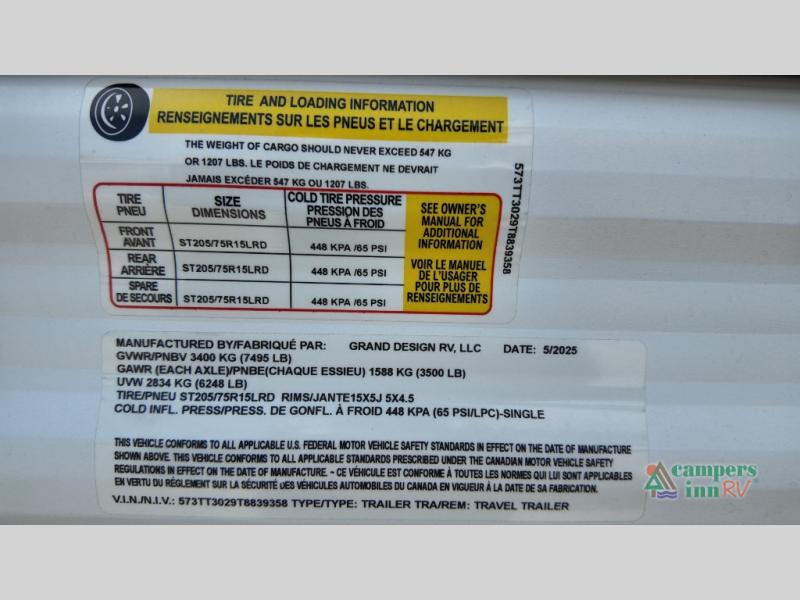 TIRE AND LOADING INFORMATION
RENSEIGNEMENTS SUR LES PNEUS ET LE CHARGEMENT
THE WEIGHT OF CARGO SHOULD NEVER EXCEED 547 KG
OR 1207 LBS. LE POIDS DE CHARGEMENT NE DEVRAIT
JAMAIS EXCÉDER 547 KG OU 1207 LBS.
TIRE PNEU
SIZE DIMENSIONS
COLD TIRE PRESSURE PRESSION DES PNEUS À FROID
FRONT AVANT ST205/75R15LRD 448 KPA /65 PSI
REAR ARRIÈRE ST205/75R15LRD 448 KPA /65 PSI
SPARE DE SECOURS ST205/75R15LRD 448 KPA /65 PSI
SEE OWNER'S
MANUAL FOR
ADDITIONAL
INFORMATION
VOIR LE MANUEL
DE L'USAGER
POUR PLUS DE
RENSEIGNEMENTS
573TT3029T8839358
MANUFACTURED BY/FABRIQUÉ PAR: GRAND DESIGN RV, LLC DATE: 5/2025
GVWR/PNBV 3400 KG (7495 LB)
GAWR (EACH AXLE)/PNBE(CHAQUE ESSIEU) 1588 KG (3500 LB)
UVW 2834 KG (6248 LB)
TIRE/PNEU ST205/75R15LRD RIMS/JANTE15X5J 5X4.5
COLD INFL. PRESS/PRESS. DE GONFL. À FROID 448 KPA (65 PSI/LPC)-SINGLE
THIS VEHICLE CONFORMS TO ALL APPLICABLE U.S. FEDERAL MOTOR VEHICLE SAFETY STANDARDS IN EFFECT ON THE DATE OF MANUFACTURE
SHOWN ABOVE. THIS VEHICLE CONFORMS TO ALL APPLICABLE STANDARDS PRESCRIBED UNDER THE CANADIAN MOTOR VEHICLE SAFETY
REGULATIONS IN EFFECT ON THE DATE OF MANUFACTURE. ~ CE VÉHICULE EST CONFORME À TOUTES LES NORMES QUI LUI SONT APPLICABLES
EN VERTU DU RÈGLEMENT SUR LA SÉCURITÉ DES VÉHICULES AUTOMOBILES DU CANADA EN VIGUEUR À LA DATE DE SA FABRICATION.
V.I.N./N.I.V.: 573TT3029T8839358 TYPE/TYPE: TRAILER TRA/REM: TRAVEL TRAILER
campers
inn RV